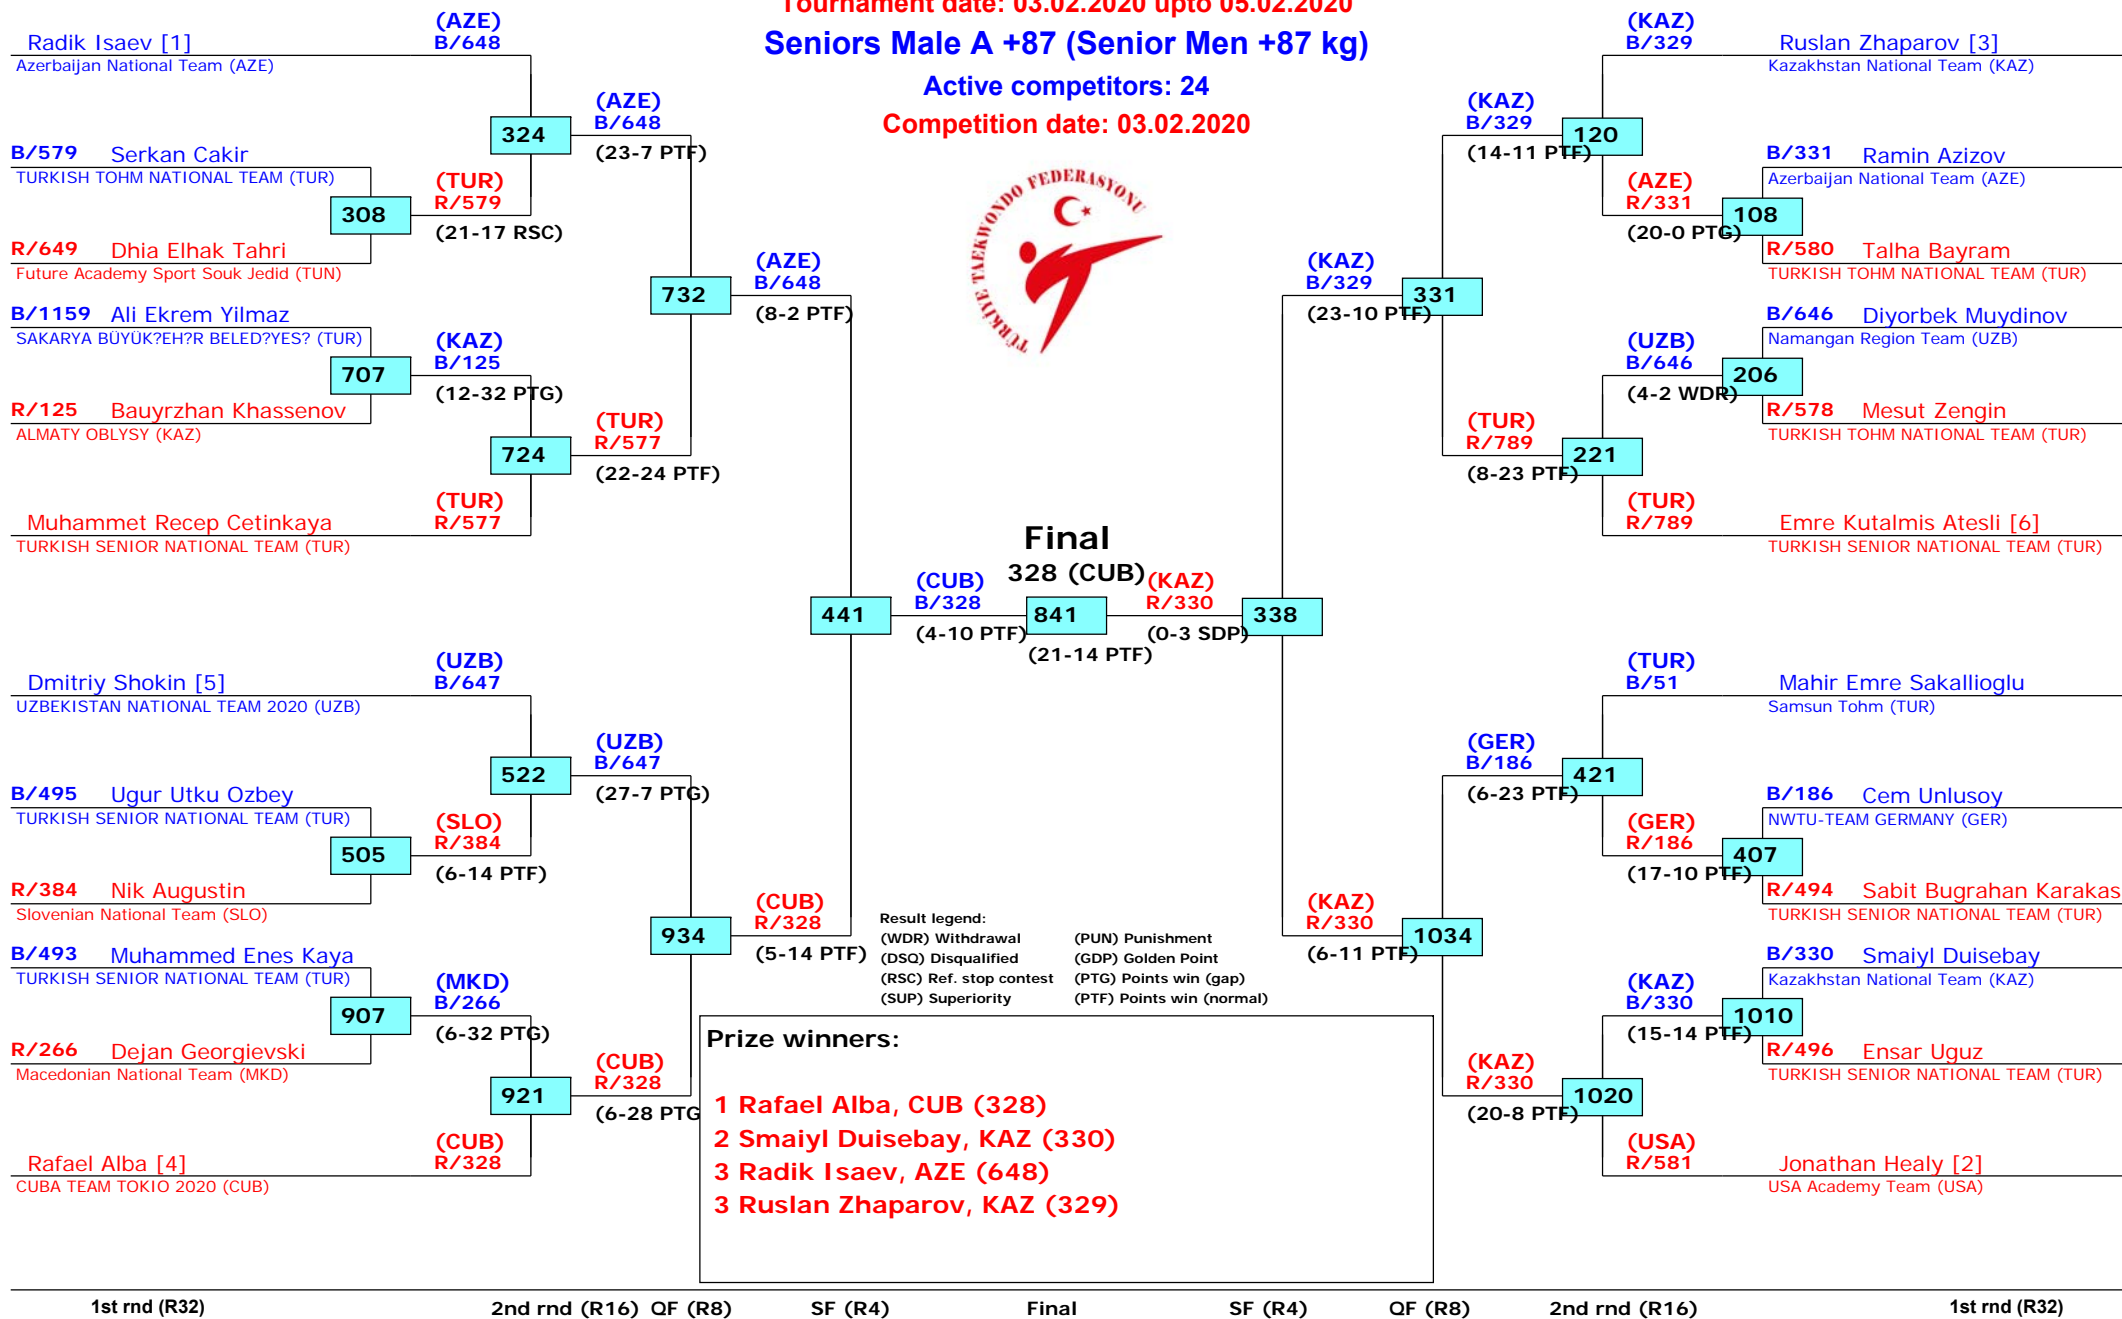 Tournament date: 03.02.2020 upto 05.02.2020
Seniors Male A +87 (Senior Men +87 kg)
Active competitors: 24
Competition date: 03.02.2020
TÜRKİYE TAEKWONDO FEDERASYONU
(AZE)
B/648
Radik Isaev [1]
Azerbaijan National Team (AZE)
324
(AZE)
B/648
(23-7 PTF)
B/579 Serkan Cakir
TURKISH TOHM NATIONAL TEAM (TUR)
308
(TUR)
R/579
(21-17 RSC)
R/649 Dhia Elhak Tahri
Future Academy Sport Souk Jedid (TUN)
732
(AZE)
B/648
(8-2 PTF)
B/1159 Ali Ekrem Yilmaz
SAKARYA BÜYÜK?EH?R BELED?YES? (TUR)
707
(KAZ)
B/125
(12-32 PTG)
R/125 Bauyrzhan Khassenov
ALMATY OBLYSY (KAZ)
724
(TUR)
R/577
(22-24 PTF)
(TUR)
R/577
Muhammet Recep Cetinkaya
TURKISH SENIOR NATIONAL TEAM (TUR)
441
(CUB)
B/328
(4-10 PTF)
(UZB)
B/647
Dmitriy Shokin [5]
UZBEKISTAN NATIONAL TEAM 2020 (UZB)
522
(UZB)
B/647
(27-7 PTG)
B/495 Ugur Utku Ozbey
TURKISH SENIOR NATIONAL TEAM (TUR)
505
(SLO)
R/384
(6-14 PTF)
R/384 Nik Augustin
Slovenian National Team (SLO)
934
(CUB)
R/328
(5-14 PTF)
B/493 Muhammed Enes Kaya
TURKISH SENIOR NATIONAL TEAM (TUR)
907
(MKD)
B/266
(6-32 PTG)
R/266 Dejan Georgievski
Macedonian National Team (MKD)
921
(CUB)
R/328
(6-28 PTG
(CUB)
R/328
Rafael Alba [4]
CUBA TEAM TOKIO 2020 (CUB)
Final
328 (CUB)
841
(21-14 PTF)
(KAZ)
R/330
(0-3 SDP)
338
(KAZ)
B/329
Ruslan Zhaparov [3]
Kazakhstan National Team (KAZ)
(KAZ)
B/329
(14-11 PTF)
120
B/331 Ramin Azizov
Azerbaijan National Team (AZE)
(AZE)
R/331
(20-0 PTG)
108
R/580 Talha Bayram
TURKISH TOHM NATIONAL TEAM (TUR)
(KAZ)
B/329
(23-10 PTF)
331
B/646 Diyorbek Muydinov
Namangan Region Team (UZB)
(UZB)
B/646
(4-2 WDR)
206
R/578 Mesut Zengin
TURKISH TOHM NATIONAL TEAM (TUR)
(TUR)
R/789
(8-23 PTF)
221
(TUR)
R/789
Emre Kutalmis Atesli [6]
TURKISH SENIOR NATIONAL TEAM (TUR)
(TUR)
B/51
Mahir Emre Sakallioglu
Samsun Tohm (TUR)
(GER)
B/186
(6-23 PTF)
421
B/186 Cem Unlusoy
NWTU-TEAM GERMANY (GER)
(GER)
R/186
(17-10 PTF)
407
R/494 Sabit Bugrahan Karakas
TURKISH SENIOR NATIONAL TEAM (TUR)
(KAZ)
R/330
(6-11 PTF)
1034
B/330 Smaiyl Duisebay
Kazakhstan National Team (KAZ)
(KAZ)
B/330
(15-14 PTF)
1010
R/496 Ensar Uguz
TURKISH SENIOR NATIONAL TEAM (TUR)
(KAZ)
R/330
(20-8 PTF)
1020
(USA)
R/581
Jonathan Healy [2]
USA Academy Team (USA)
Result legend:
(WDR) Withdrawal (PUN) Punishment
(DSQ) Disqualified (GDP) Golden Point
(RSC) Ref. stop contest (PTG) Points win (gap)
(SUP) Superiority (PTF) Points win (normal)
Prize winners:
1 Rafael Alba, CUB (328)
2 Smaiyl Duisebay, KAZ (330)
3 Radik Isaev, AZE (648)
3 Ruslan Zhaparov, KAZ (329)
1st rnd (R32) 2nd rnd (R16) QF (R8) SF (R4) Final SF (R4) QF (R8) 2nd rnd (R16) 1st rnd (R32)